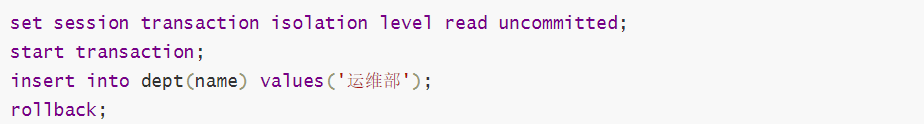 set session transaction isolation level read uncommitted;
start transaction;
insert into dept(name) values('运维部');
rollback;